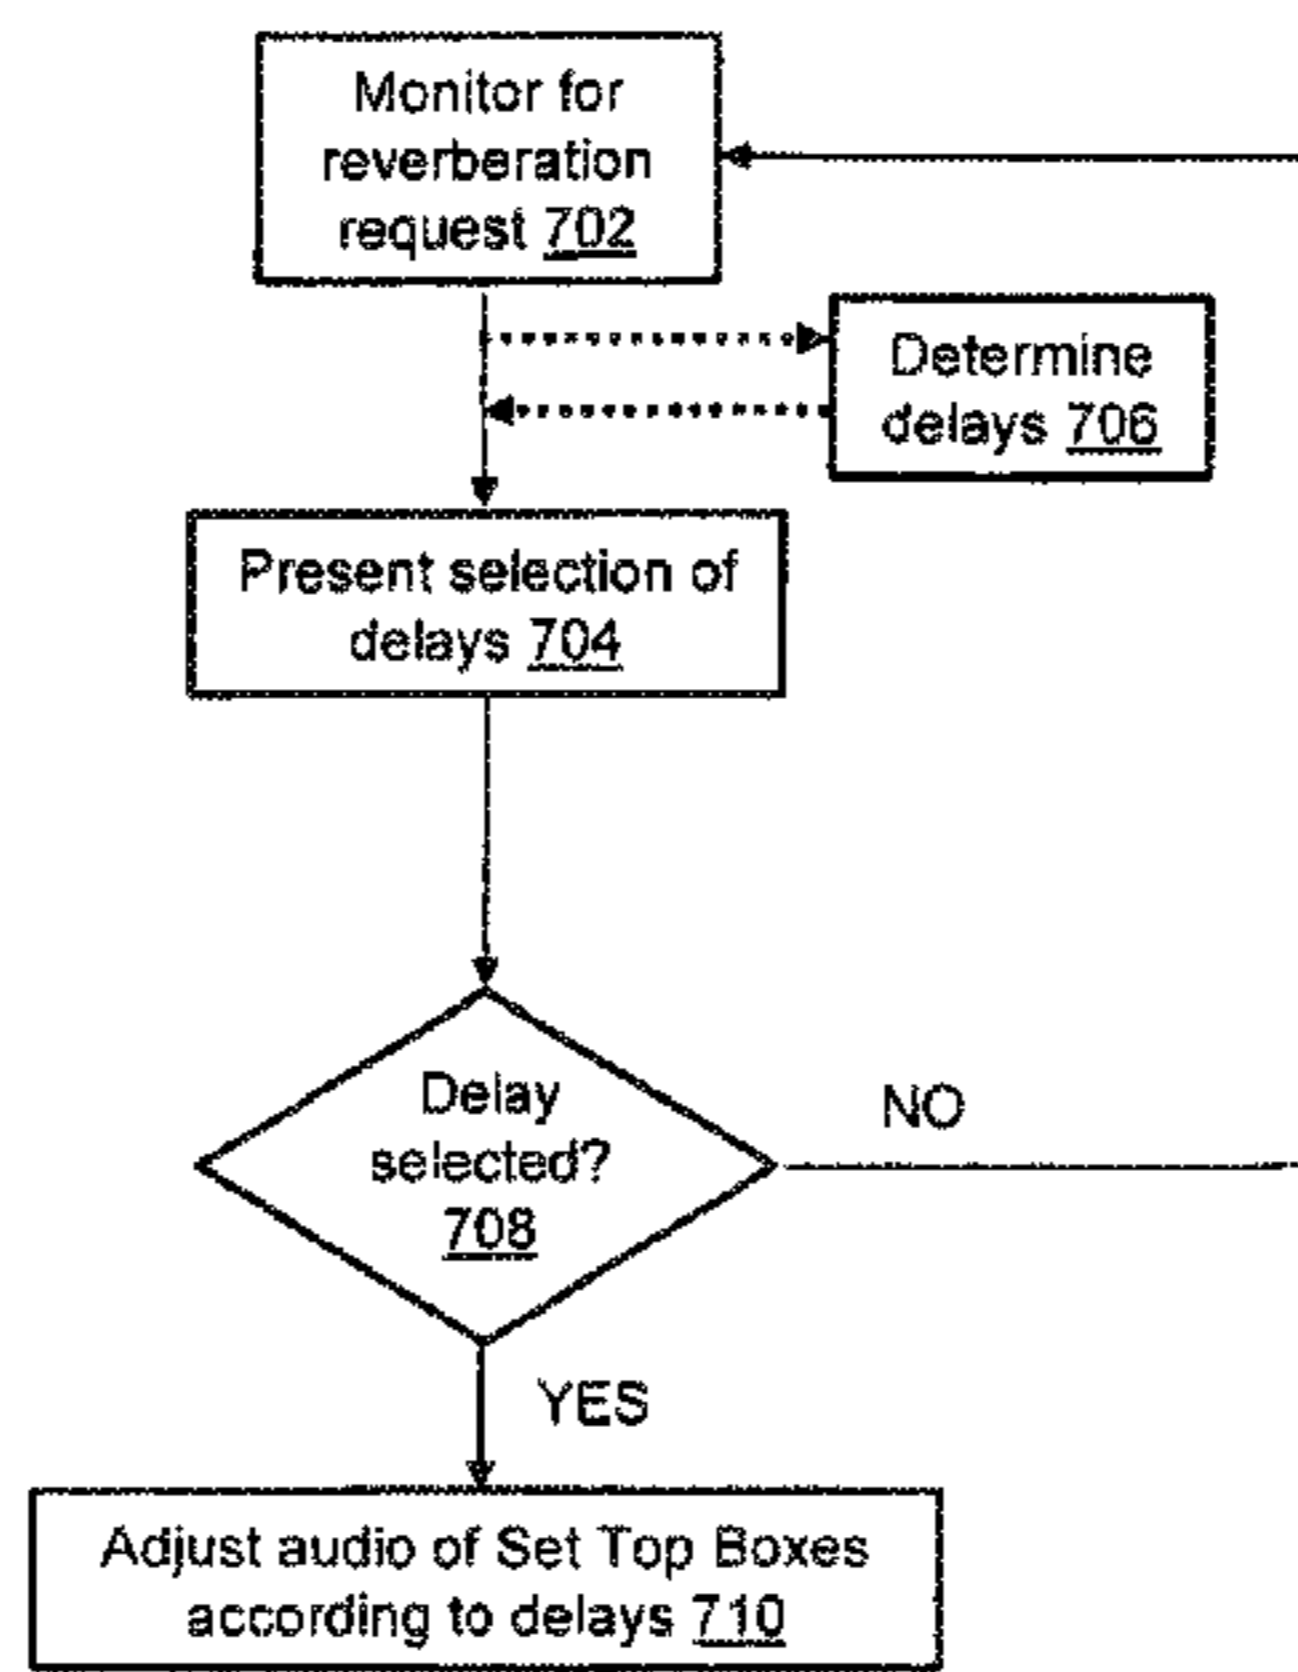 Monitor for
reverberation
request 702
Determine
delays 706
Present selection of
delays 704
Delay
selected?
708
NO
YES
Adjust audio of Set Top Boxes
according to delays 710